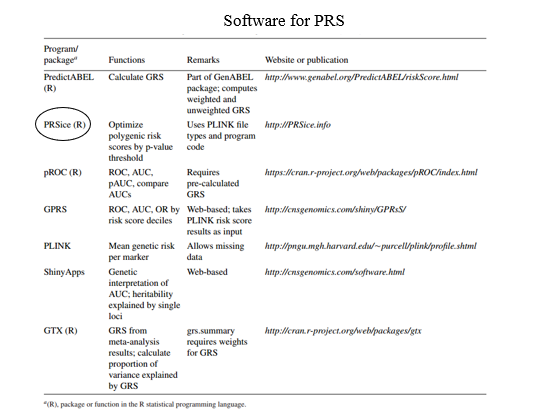 Software for PRS
Program/
packageᵃ Functions Remarks Website or publication
PredictABEL Calculate GRS Part of GenABEL http://www.genabel.org/PredictABEL/riskScore.html
(R) package; computes
weighted and
unweighted GRS
PRSice (R) Optimize Uses PLINK file http://PRSice.info
polygenic risk types and program
scores by p-value code
threshold
pROC (R) ROC, AUC, Requires https://cran.r-project.org/web/packages/pROC/index.html
pAUC, compare pre-calculated
AUCs GRS
GPRS ROC, AUC, OR by Web-based; takes http://cnsgenomics.com/shiny/GPRsS/
risk score deciles PLINK risk score
results as input
PLINK Mean genetic risk Allows missing http://pngu.mgh.harvard.edu/~purcell/plink/profile.shtml
per marker data
ShinyApps Genetic Web-based http://cnsgenomics.com/software.html
interpretation of
AUC; heritability
explained by single
loci
GTX (R) GRS from grs.summary http://cran.r-project.org/web/packages/gtx
meta-analysis requires weights
results; calculate for GRS
proportion of
variance explained
by GRS
ᵃ(R), package or function in the R statistical programming language.